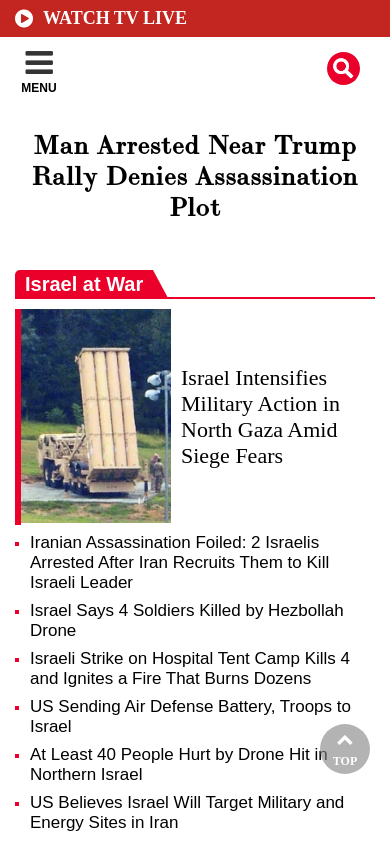 WATCH TV LIVE
MENU
Man Arrested Near Trump
Rally Denies Assassination
Plot
Israel at War
Israel Intensifies
Military Action in
North Gaza Amid
Siege Fears
Iranian Assassination Foiled: 2 Israelis
Arrested After Iran Recruits Them to Kill
Israeli Leader
Israel Says 4 Soldiers Killed by Hezbollah
Drone
Israeli Strike on Hospital Tent Camp Kills 4
and Ignites a Fire That Burns Dozens
US Sending Air Defense Battery, Troops to
Israel
At Least 40 People Hurt by Drone Hit in
Northern Israel
TOP
US Believes Israel Will Target Military and
Energy Sites in Iran